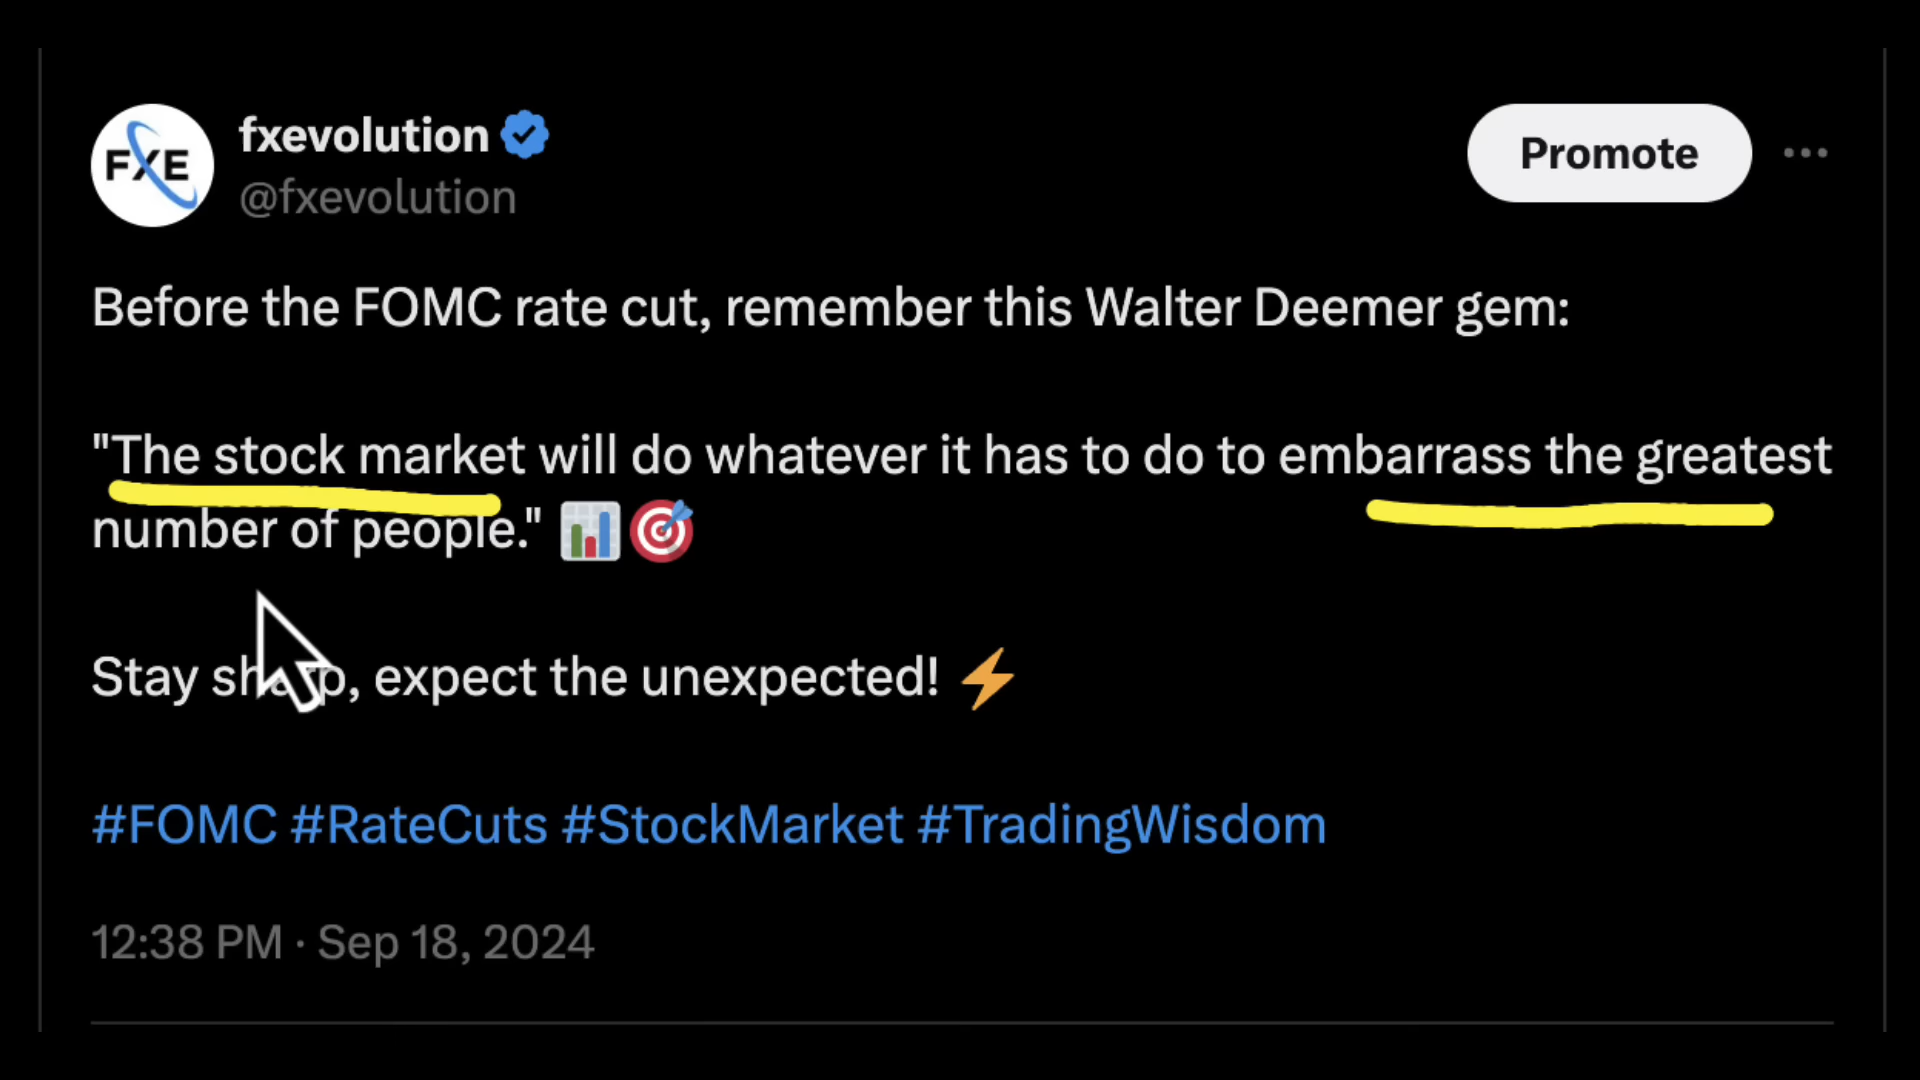 FXE
fxevolution
@fxevolution
Promote
Before the FOMC rate cut, remember this Walter Deemer gem:
"The stock market will do whatever it has to do to embarrass the greatest
number of people."
Stay sharp, expect the unexpected!
#FOMC #RateCuts #StockMarket #TradingWisdom
12:38 PM · Sep 18, 2024